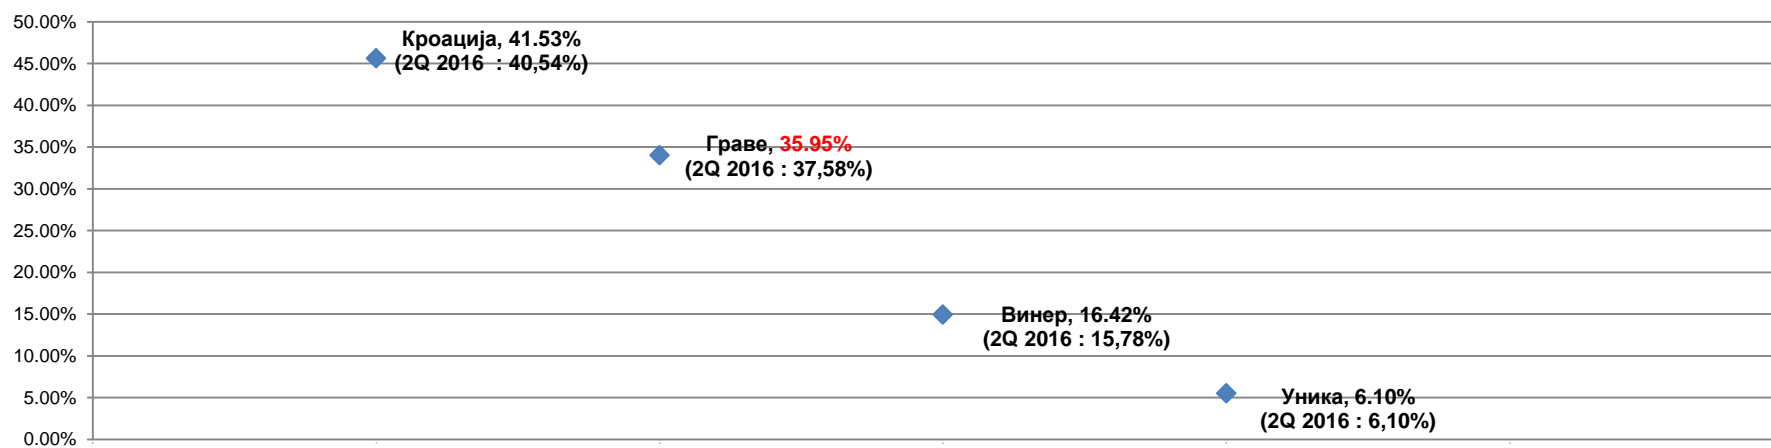 50.00%
45.00%
40.00%
35.00%
30.00%
25.00%
20.00%
15.00%
10.00%
5.00%
0.00%
Кроација, 41.53%
(2Q 2016  : 40,54%)
Граве, 35.95%
(2Q 2016 : 37,58%)
Винер, 16.42%
(2Q 2016 : 15,78%)
Уника, 6.10%
(2Q 2016 : 6,10%)